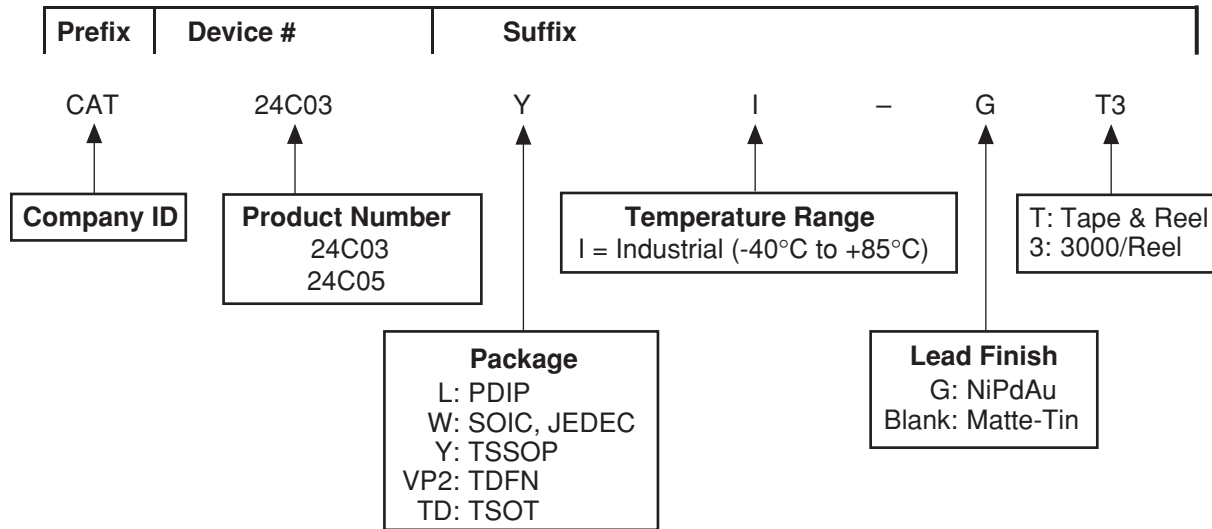 Prefix Device # Suffix
CAT 24C03 Y I – G T3
Company ID
Product Number
24C03
24C05
Temperature Range
I = Industrial (-40°C to +85°C)
T: Tape & Reel
3: 3000/Reel
Package
L: PDIP
W: SOIC, JEDEC
Y: TSSOP
VP2: TDFN
TD: TSOT
Lead Finish
G: NiPdAu
Blank: Matte-Tin